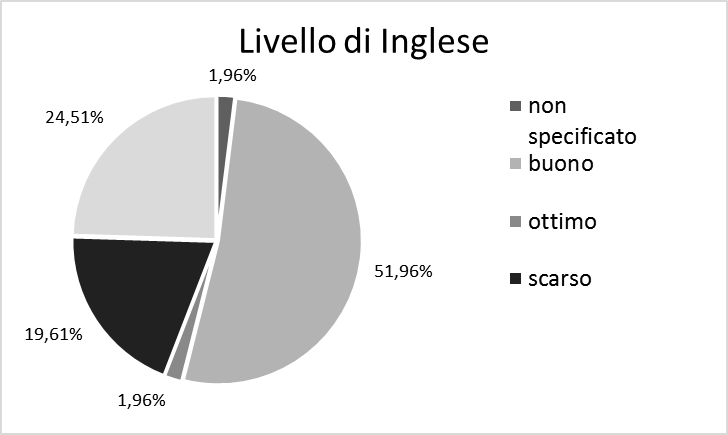 Livello di Inglese
1,96%
24,51%
51,96%
19,61%
1,96%
non
specificato
buono
ottimo
scarso